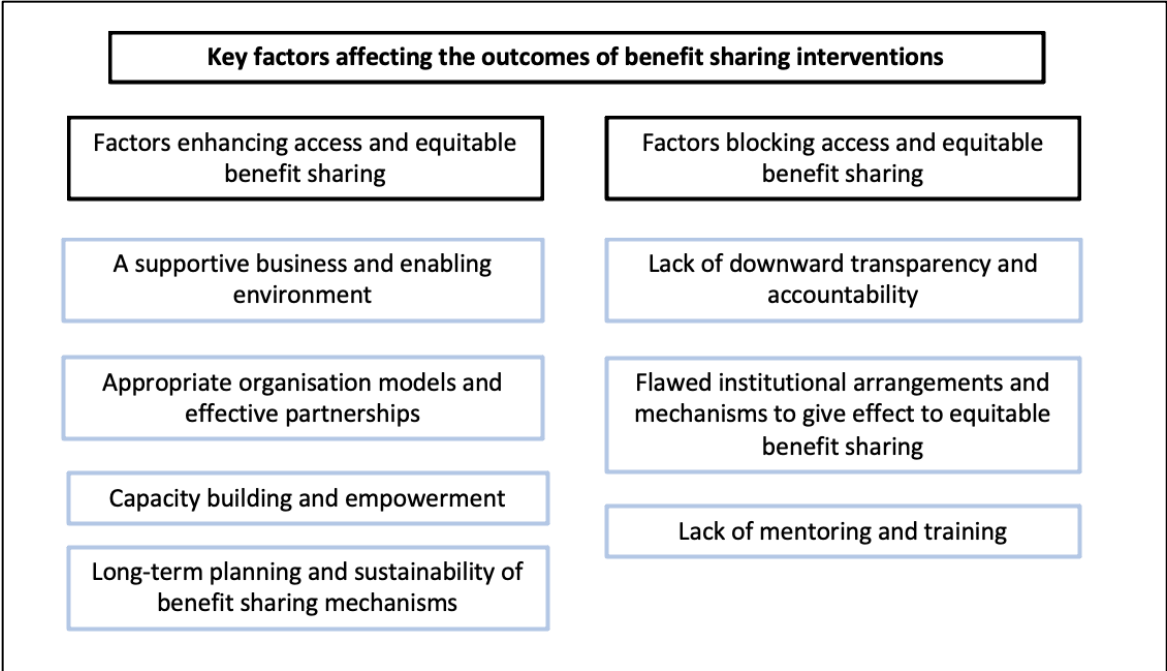 Key factors affecting the outcomes of benefit sharing interventions
Factors enhancing access and equitable
benefit sharing
A supportive business and enabling
environment
Appropriate organisation models and
effective partnerships
Capacity building and empowerment
Long-term planning and sustainability of
benefit sharing mechanisms
Factors blocking access and equitable
benefit sharing
Lack of downward transparency and
accountability
Flawed institutional arrangements and
mechanisms to give effect to equitable
benefit sharing
Lack of mentoring and training